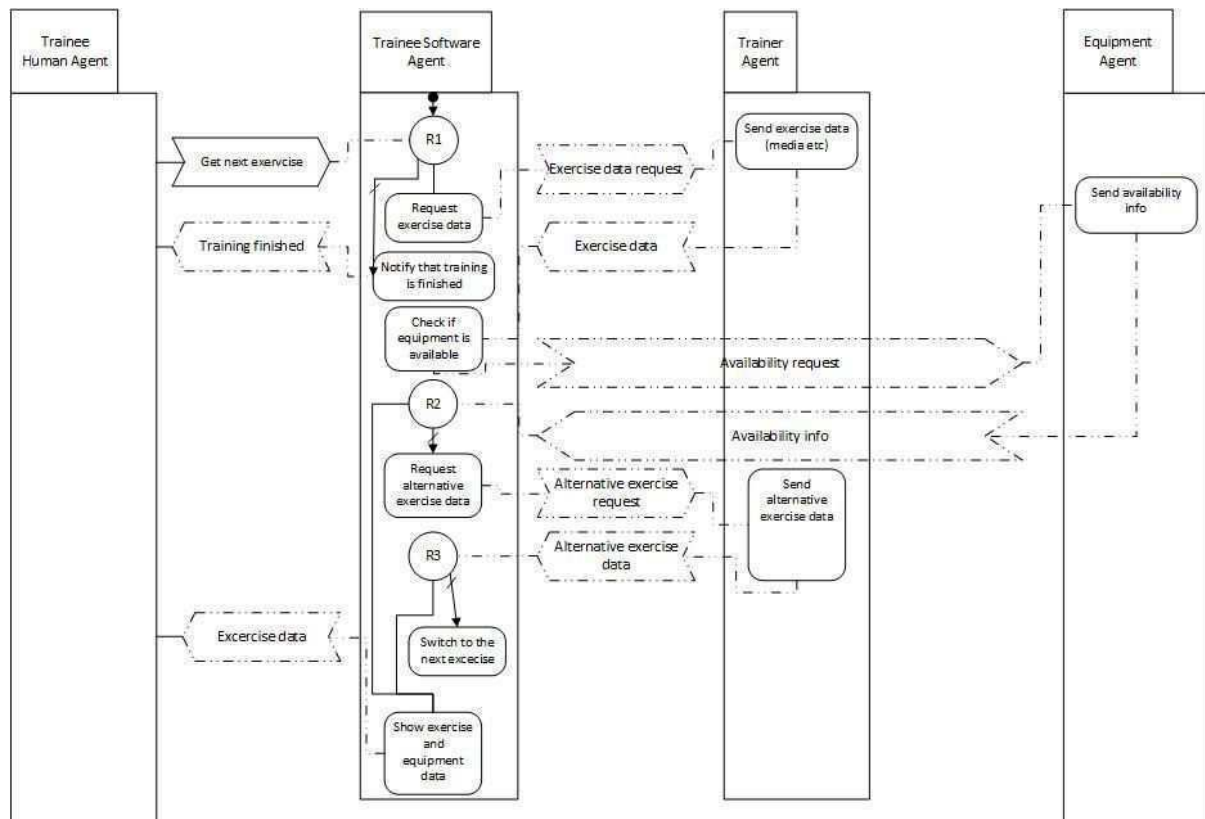 Trainee
Human Agent
Trainee Software
Agent
Trainer
Agent
Equipment
Agent
Get next exervcise
R1
Exercise data request
Send exercise data
(media etc)
Request
exercise data
Send availability
info
Training finished
Exercise data
Notify that training
is finished
Check if
equipment is
available
Availability request
R2
Availability info
Request
alternative
exercise data
Alternative exercise
request
Send
alternative
exercise data
R3
Alternative exercise
data
Excercise data
Switch to the
next excecise
Show exercise
and
equipment
data